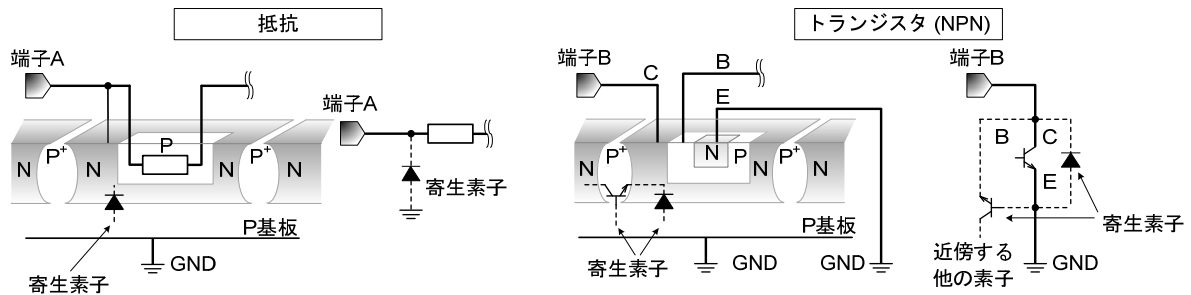 抵抗
端子A
P
N
P+
N
N
P+
N
P基板
寄生素子
GND
端子A
寄生素子
トランジスタ (NPN)
端子B
C
B
E
N
P+
N
N
P
P+
N
P基板
寄生素子
GND
GND
端子B
B
C
E
寄生素子
近傍する
他の素子
GND